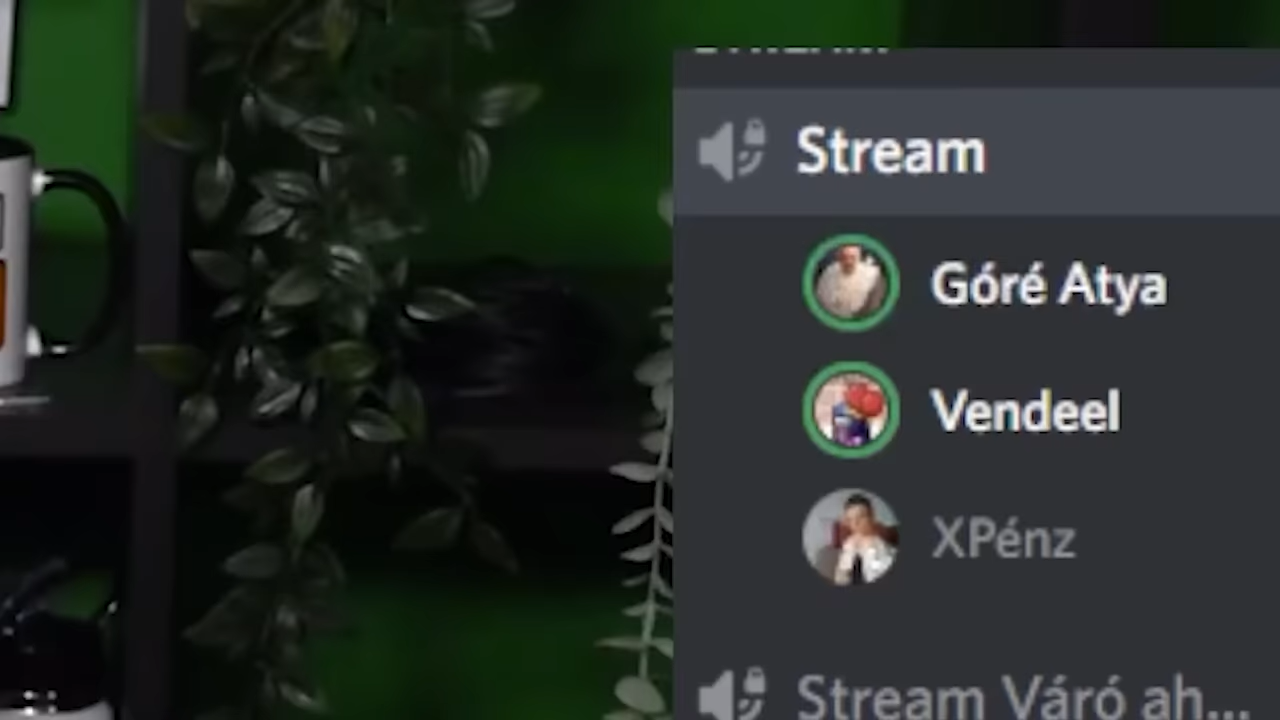 Stream
Góré Atya
Vendeel
XPénz
Stream Váró ah...